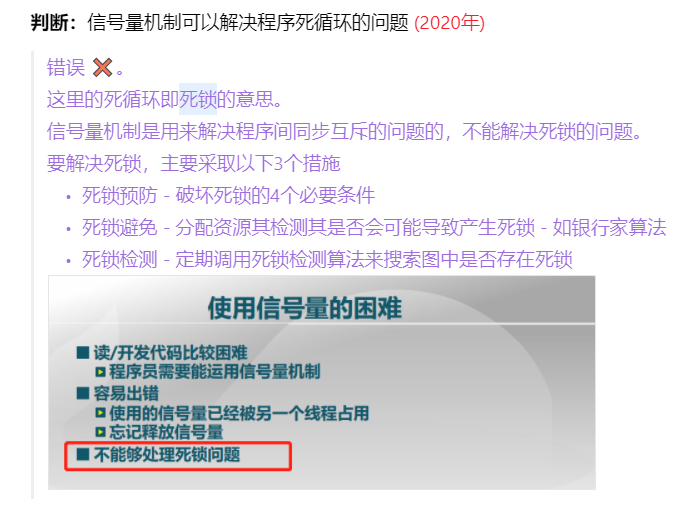 判断：信号量机制可以解决程序死循环的问题 (2020年)
错误 ❌ 。
这里的死循环即死锁的意思。
信号量机制是用来解决程序间同步互斥的问题的，不能解决死锁的问题。
要解决死锁，主要采取以下3个措施
• 死锁预防 - 破坏死锁的4个必要条件
• 死锁避免 - 分配资源其检测其是否会可能导致产生死锁 - 如银行家算法
• 死锁检测 - 定期调用死锁检测算法来搜索图中是否存在死锁
使用信号量的困难
■ 读/开发代码比较困难
程序员需要能运用信号量机制
■ 容易出错
使用的信号量已经被另一个线程占用
忘记释放信号量
■ 不能够处理死锁问题